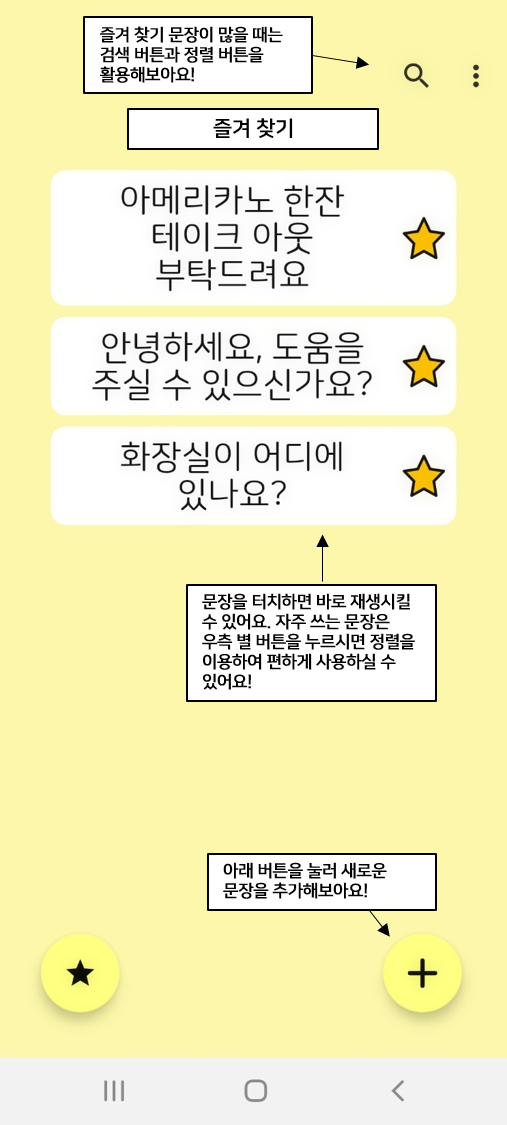 즐겨 찾기 문장이 많을 때는
검색 버튼과 정렬 버튼을
활용해보아요!
즐겨 찾기
아메리카노 한잔
테이크 아웃
부탁드려요
안녕하세요, 도움을
주실 수 있으신가요?
화장실이 어디에
있나요?
문장을 터치하면 바로 재생시킬
수 있어요. 자주 쓰는 문장은
우측 별 버튼을 누르시면 정렬을
이용하여 편하게 사용하실 수
있어요!
아래 버튼을 눌러 새로운
문장을 추가해보아요!